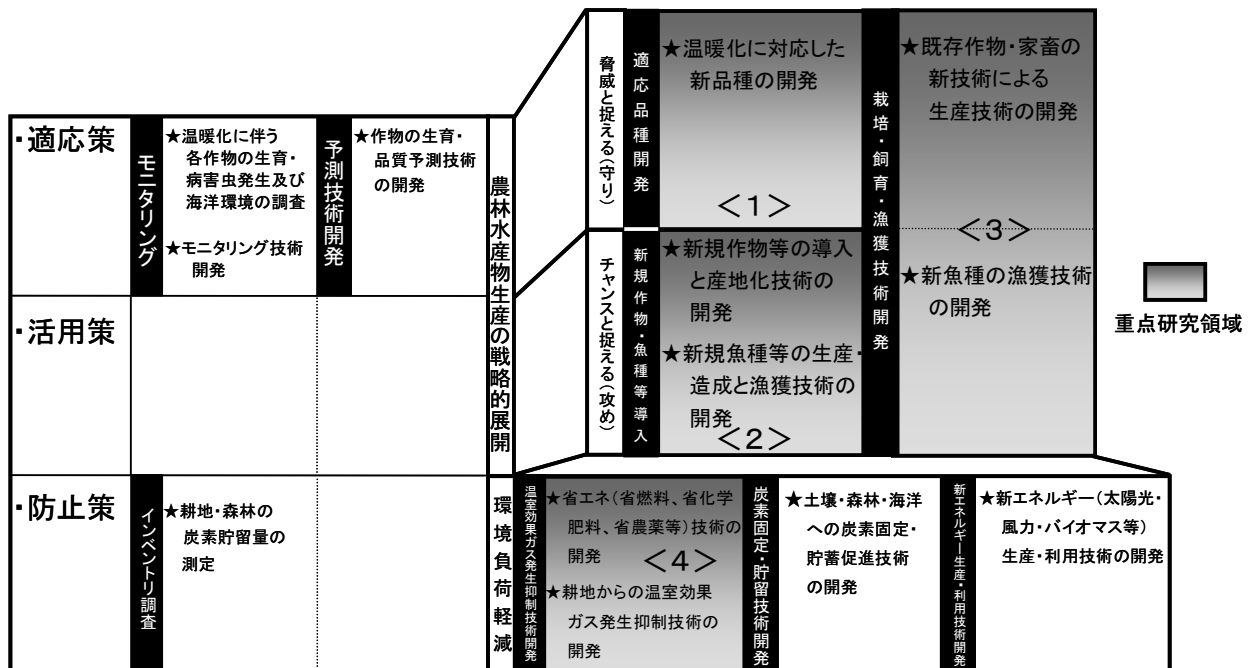 ・適応策
モニタリング
★温暖化に伴う
各作物の生育・
病害虫発生及び
海洋環境の調査
★モニタリング技術
開発
予測技術開発
★作物の生育・
品質予測技術
の開発
農林水産物生産の戦略的展開
脅威と捉える(守り)
適応品種開発
★温暖化に対応した
新品種の開発
<1>
チャンスと捉える(攻め)
新規作物・魚種等導入
★新規作物等の導入
と産地化技術の
開発
★新規魚種等の生産・
造成と漁獲技術の
開発
<2>
栽培・飼育・漁獲技術開発
★既存作物・家畜の
新技術による
生産技術の開発
<3>
★新魚種の漁獲技術
の開発
重点研究領域
・活用策
・防止策
インベントリ調査
★耕地・森林の
炭素貯留量の
測定
環境負荷軽減
温室効果ガス発生抑制技術開発
★省エネ(省燃料、省化学
肥料、省農薬等)技術の
開発
<4>
★耕地からの温室効果
ガス発生抑制技術の
開発
炭素固定・貯留技術開発
★土壌・森林・海洋
への炭素固定・
貯蓄促進技術
の開発
新エネルギー生産・利用技術開発
★新エネルギー(太陽光・
風力・バイオマス等)
生産・利用技術の開発